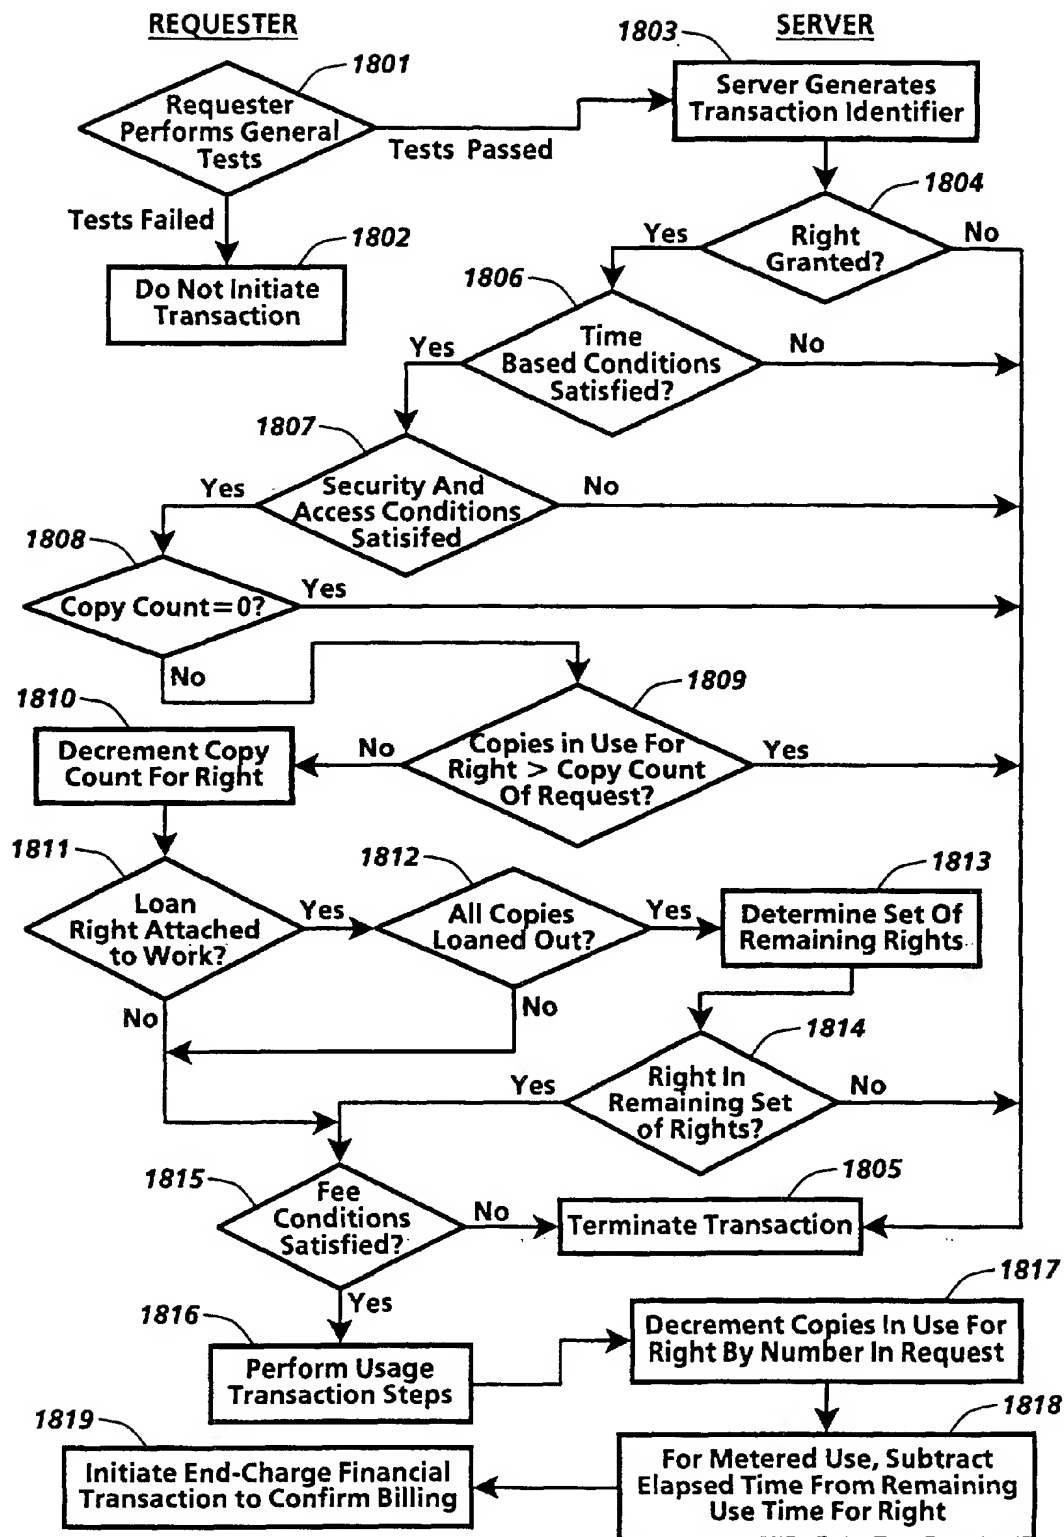 REQUESTER
SERVER
1801
1803
Requester
Performs General
Tests
Server Generates
Transaction Identifier
Tests Passed
Tests Failed
1802
1804
Do Not Initiate
Transaction
Yes
Right
Granted?
No
1806
Yes
Time
Based Conditions
Satisfied?
No
1807
Yes
Security And
Access Conditions
Satisifed
No
1808
Copy Count=0?
Yes
No
1809
1810
Decrement Copy
Count For Right
No
Copies in Use For
Right > Copy Count
Of Request?
Yes
1811
1812
1813
Loan
Right Attached
to Work?
Yes
All Copies
Loaned Out?
Yes
Determine Set Of
Remaining Rights
No
No
1814
Yes
Right In
Remaining Set
of Rights?
No
1815
1805
Fee
Conditions
Satisfied?
No
Terminate Transaction
Yes
1816
1817
Perform Usage
Transaction Steps
Decrement Copies In Use For
Right By Number In Request
1819
1818
Initiate End-Charge Financial
Transaction to Confirm Billing
For Metered Use, Subtract
Elapsed Time From Remaining
Use Time For Right